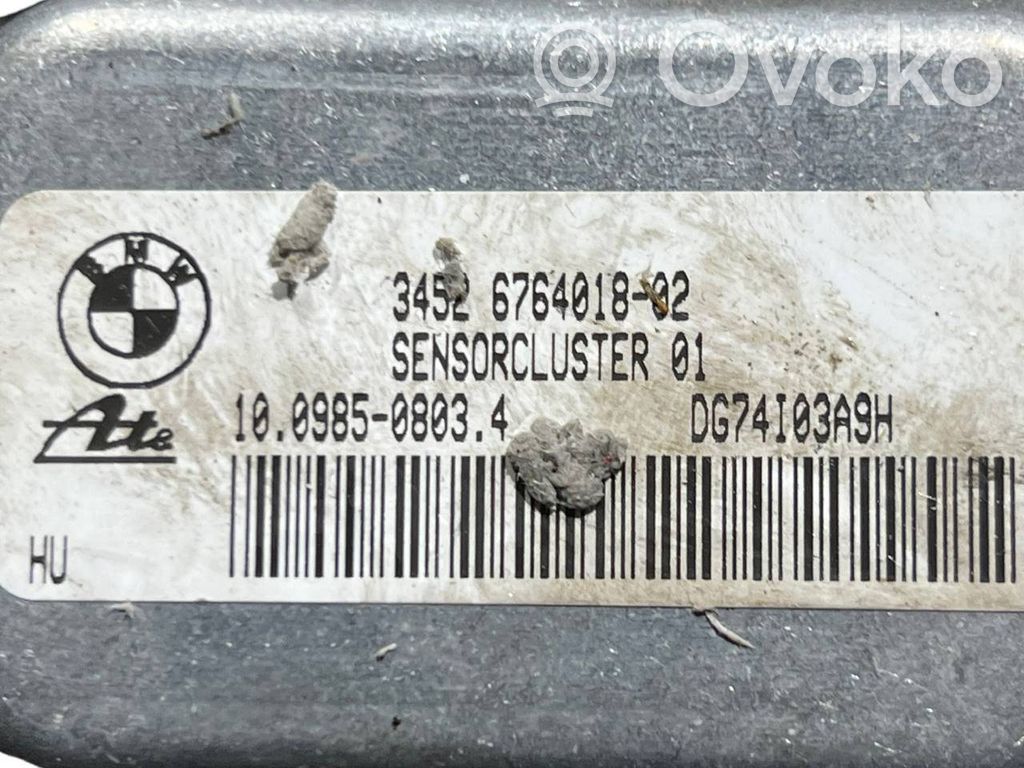 Ovoko
BMW
3452 6764018-02
SENSORCLUSTER 01
Ate
10.0985-0803.4 DG74I03A9H
HU